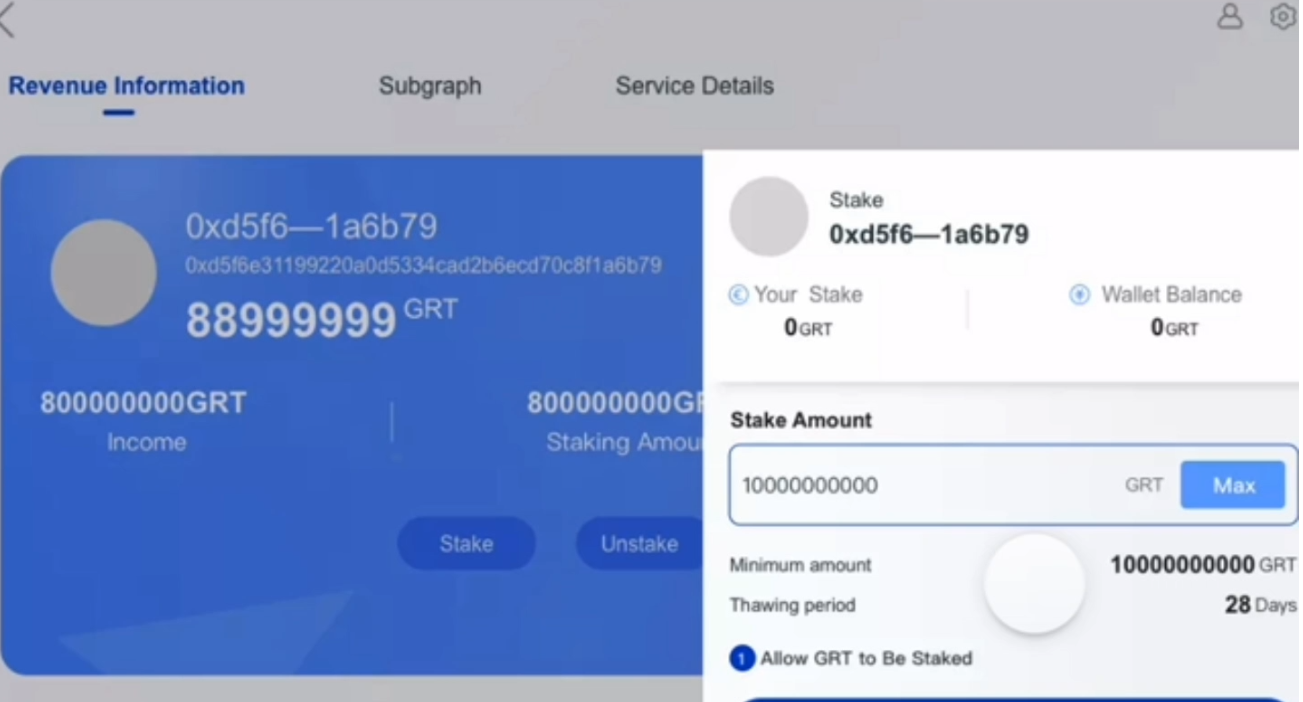 Revenue Information Subgraph Service Details
0xd5f6—1a6b79
0xd5f6e31199220a0d5334cad2b6ecd70c8f1a6b79
88999999 GRT
800000000GRT
Income
800000000G
Staking Amou
Stake Unstake
Stake
0xd5f6—1a6b79
Your Stake
0GRT
Wallet Balance
0GRT
Stake Amount
10000000000 GRT Max
Minimum amount 10000000000 GRT
Thawing period 28 Days
1 Allow GRT to Be Staked